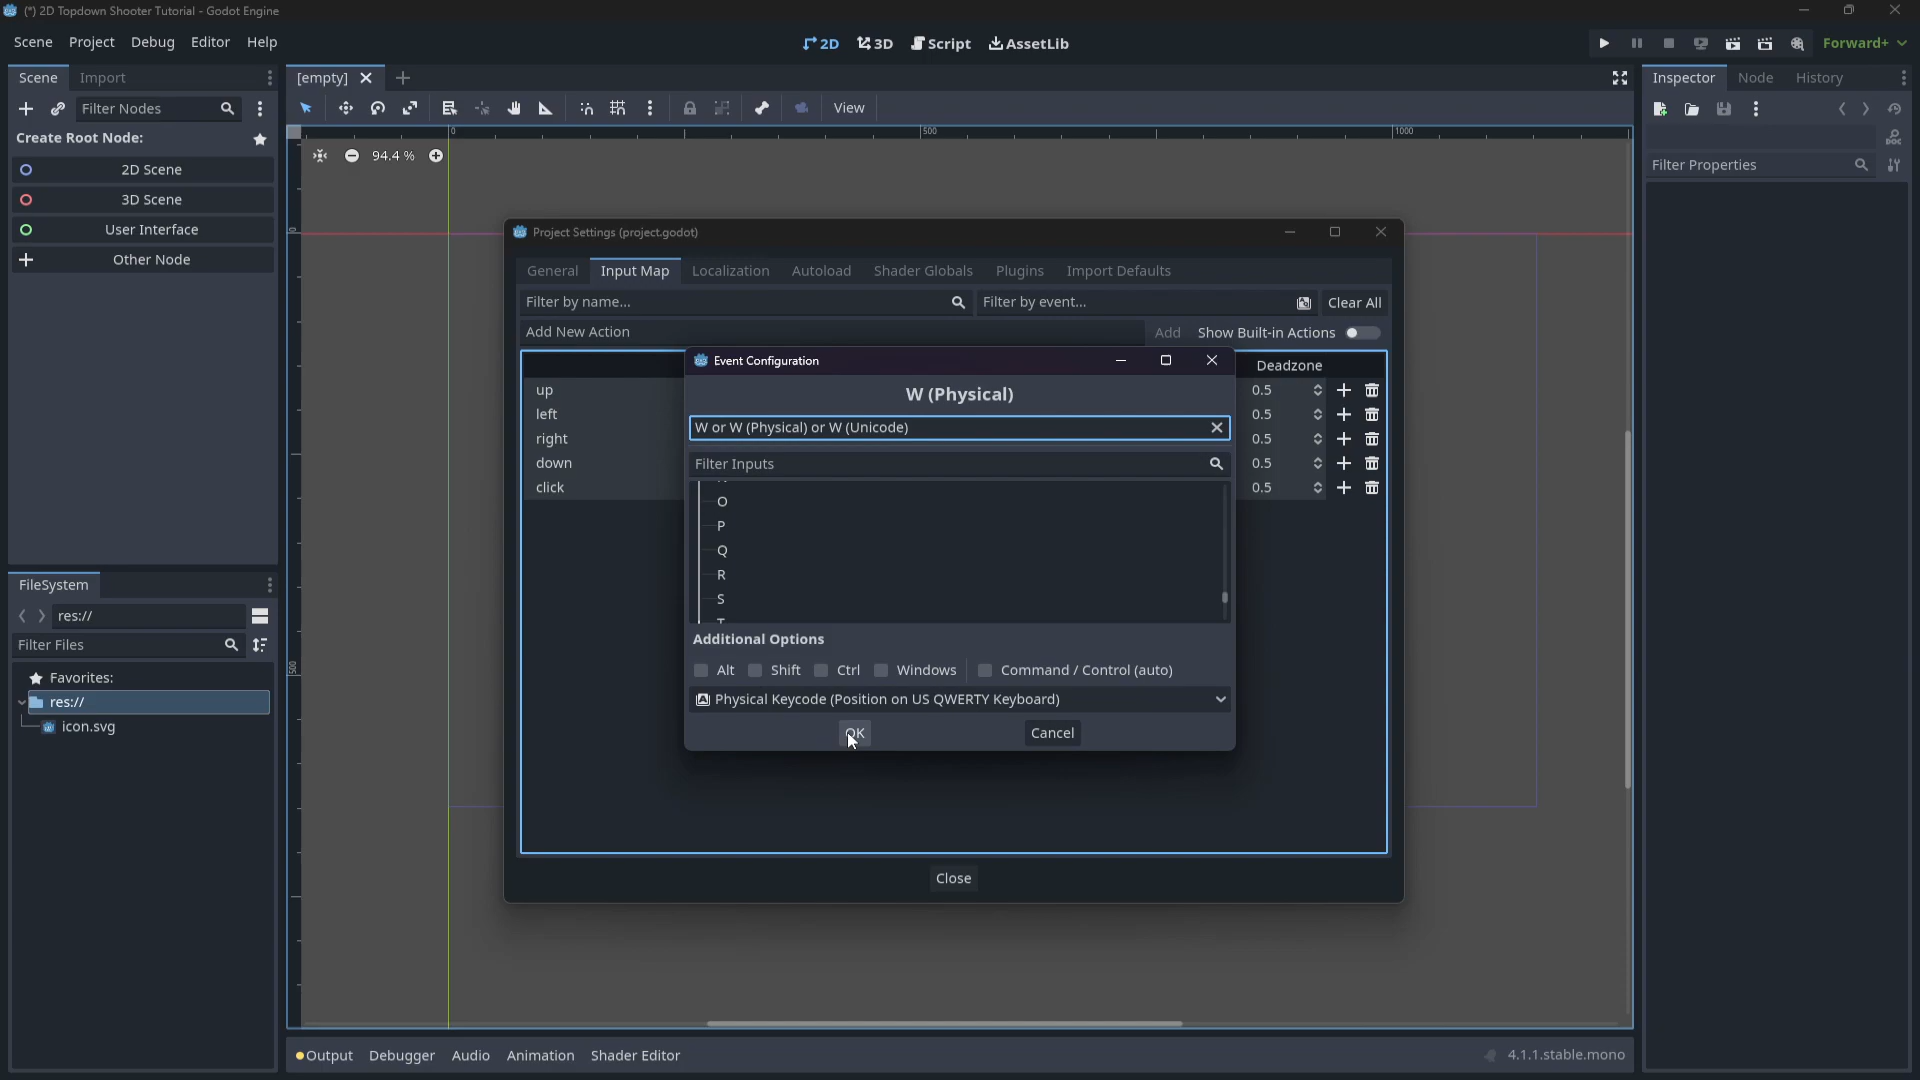 (*) 2D Topdown Shooter Tutorial - Godot Engine
Scene Project Debug Editor Help
2D 3D Script AssetLib
Forward+
Scene Import
[empty]
Inspector Node History
Filter Nodes
View
Create Root Node:
0 500 1000
94.4 %
Filter Properties
DOC
2D Scene
3D Scene
User Interface
Other Node
0
500
Project Settings (project.godot)
General Input Map Localization Autoload Shader Globals Plugins Import Defaults
Filter by name...
Filter by event...
Clear All
Add New Action
Add
Show Built-in Actions
Deadzone
up 0.5
left 0.5
right 0.5
down 0.5
click 0.5
Event Configuration
W (Physical)
W or W (Physical) or W (Unicode)
Filter Inputs
O
P
Q
R
S
T
Additional Options
Alt Shift Ctrl Windows Command / Control (auto)
Physical Keycode (Position on US QWERTY Keyboard)
OK
Cancel
Close
FileSystem
res://
Filter Files
Favorites:
res://
icon.svg
Output Debugger Audio Animation Shader Editor
4.1.1.stable.mono